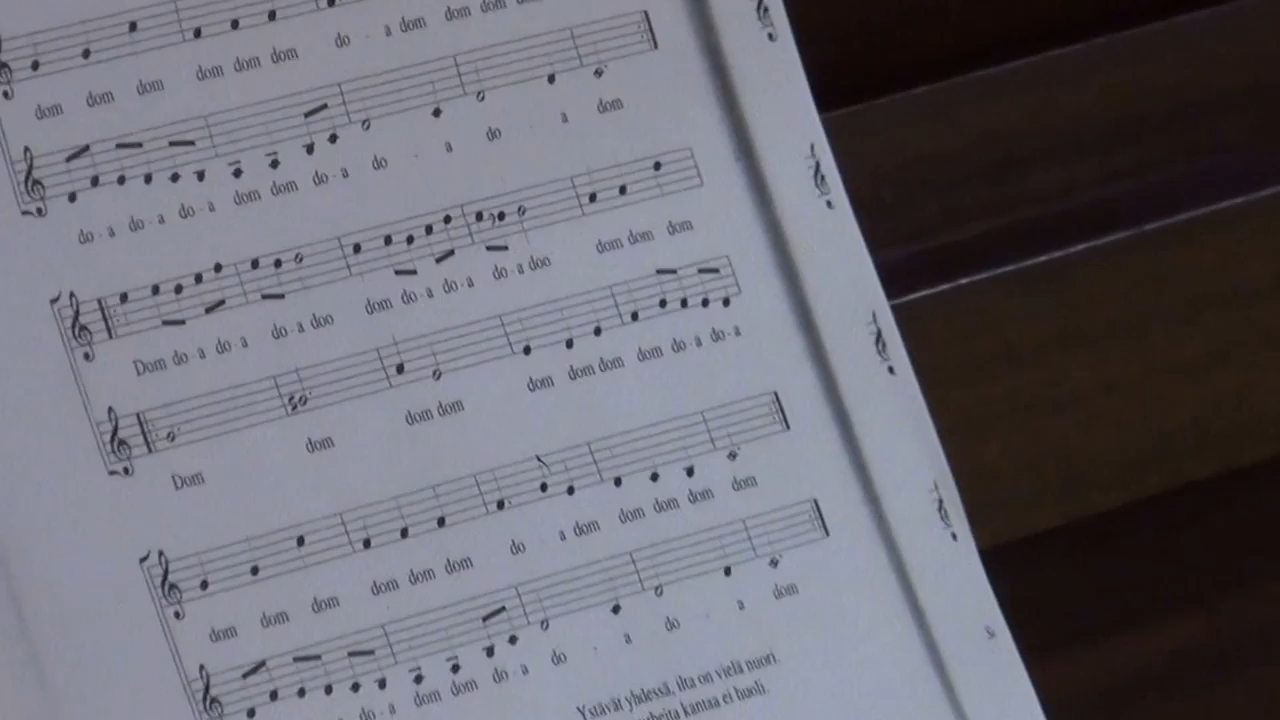 dom dom dom dom dom dom do - a dom dom dom
do - a do - a do - a dom dom do - a do - a do - a dom
Dom do - a do - a do - a doo dom do - a do - a do - a doo dom dom dom
Dom dom dom dom dom dom dom dom do - a do - a
dom dom dom dom dom dom do a dom dom dom dom dom
do - a dom dom do - a do - a do - a dom
Ystävät yhdessä, ilta on vielä nuori.
kantaa ei huoli.